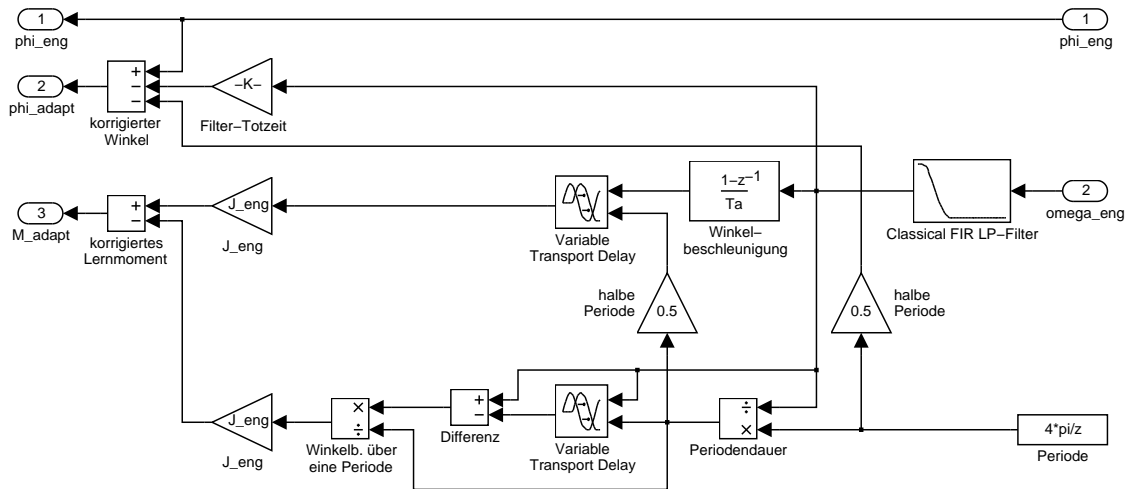 1
phi_eng
1
phi_eng
+
−
−
korrigierter
Winkel
2
phi_adapt
−K−
Filter−Totzeit
1−z⁻¹
Ta
Winkel−
beschleunigung
Classical FIR LP−Filter
2
omega_eng
3
M_adapt
+
−
korrigiertes
Lernmoment
J_eng
J_eng
Variable
Transport Delay
halbe
Periode
0.5
halbe
Periode
0.5
J_eng
J_eng
×
÷
Winkelb. über
eine Periode
+
−
Differenz
Variable
Transport Delay
÷
×
Periodendauer
4*pi/z
Periode